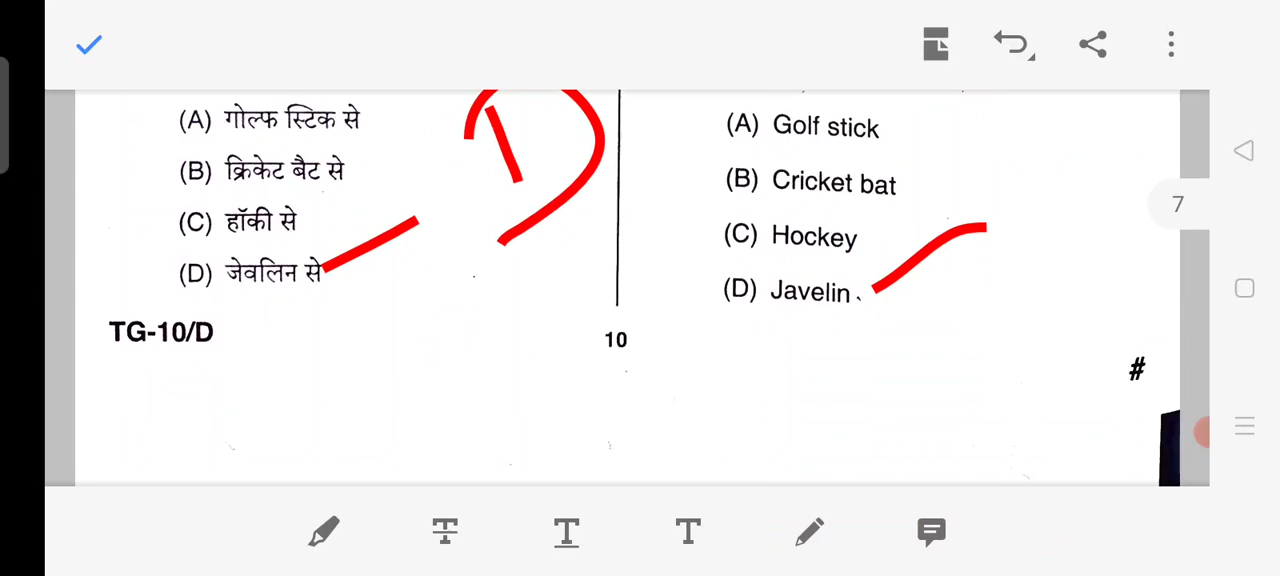 (A) गोल्फ स्टिक से
(B) क्रिकेट बैट से
(C) हॉकी से
(D) जेवलिन से
TG-10/D
10
(A) Golf stick
(B) Cricket bat
(C) Hockey
(D) Javelin
#
7
D